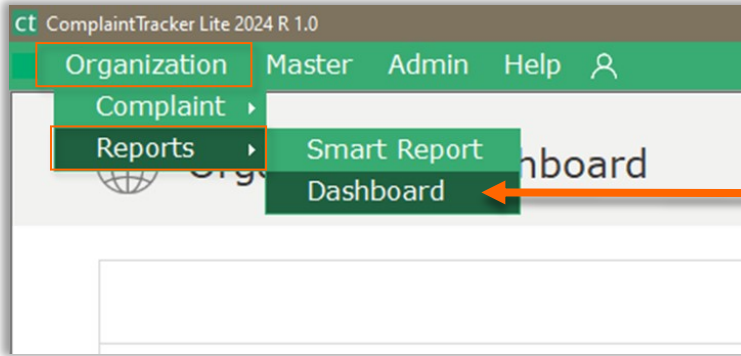 ct ComplaintTracker Lite 2024 R 1.0
Organization Master Admin Help
Complaint
Reports
Smart Report
Dashboard